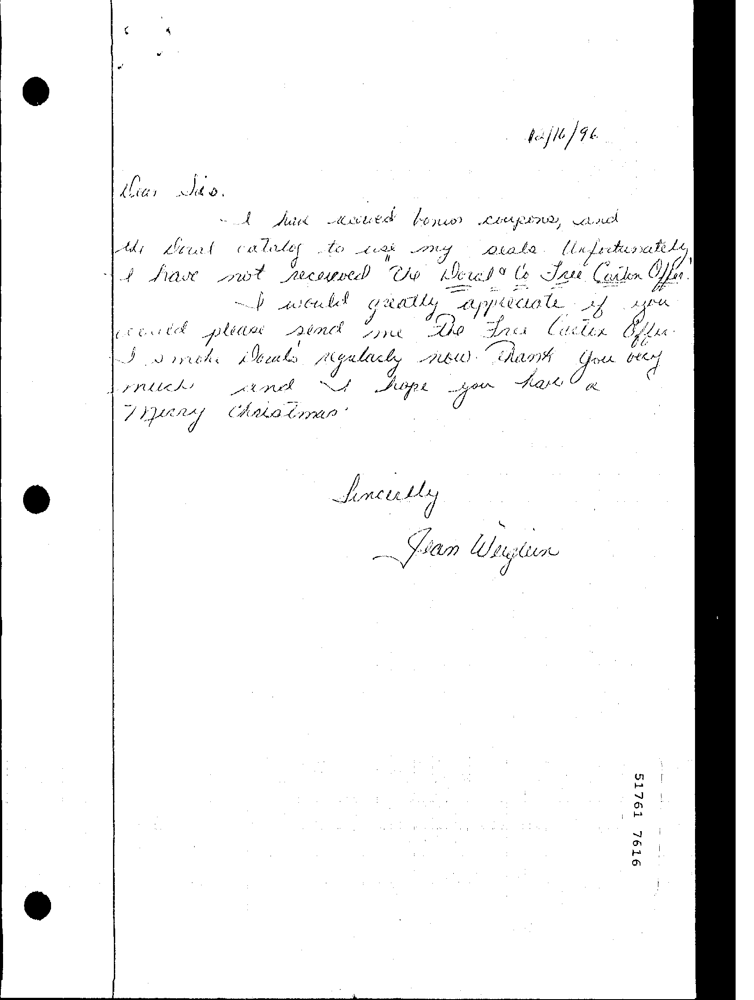 12/16/96
Dear Sirs.
- I have received bonus coupons, and
the Doral catalog to use my seals. Unfortunately,
I have not received "The Doral & Co Free Carton Offer."
- I would greatly appreciate if you
would please send me The Free Carton Offer.
I smoke Dorals regularly now. Thank you very
much and I hope you have a
Merry Christmas.
Sincerely
Jean
51761 7616